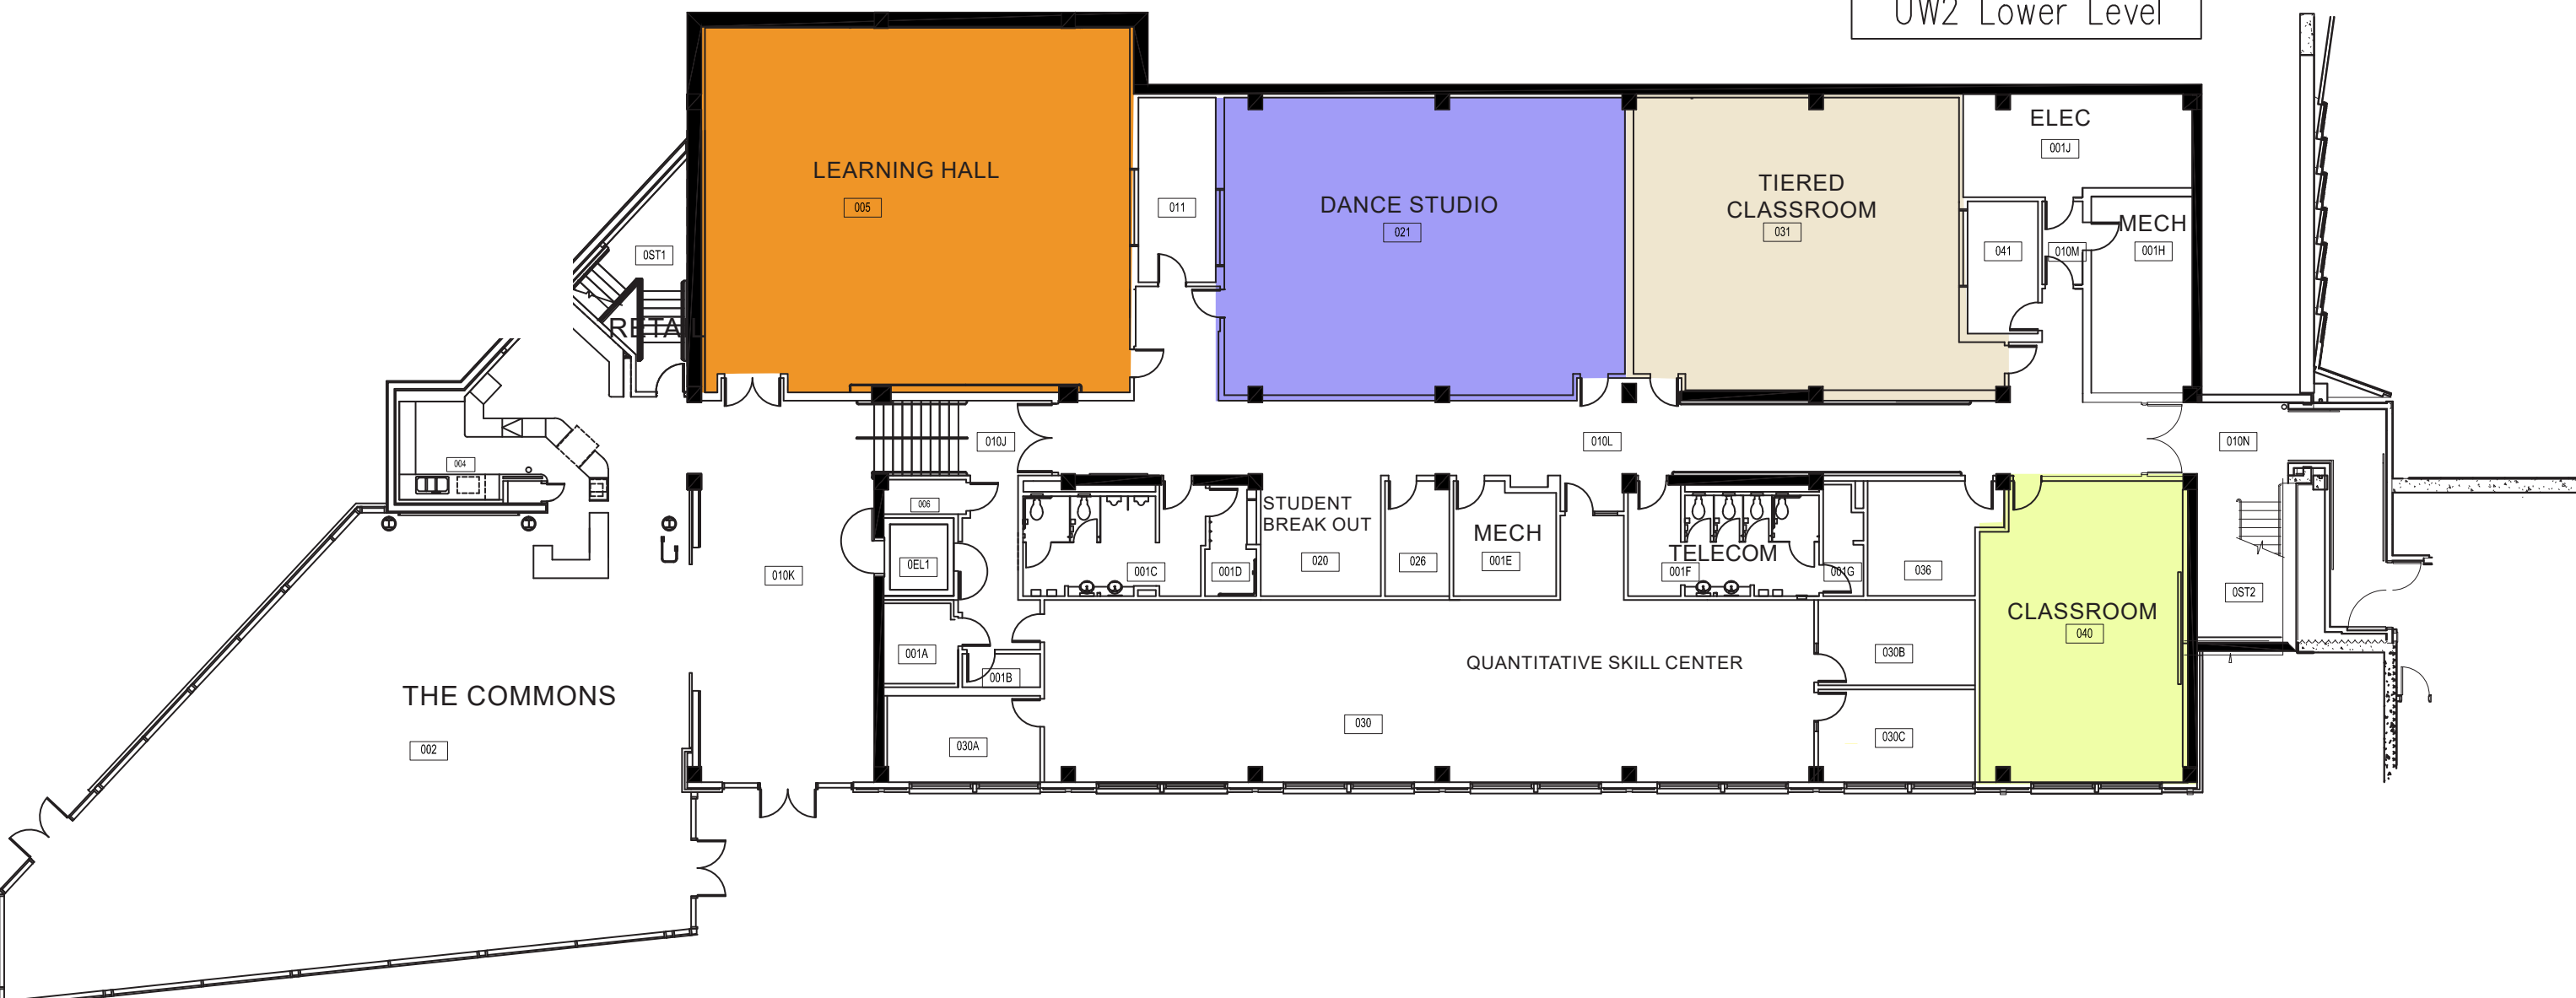 UW2 Lower Level
LEARNING HALL
005
011
DANCE STUDIO
021
TIERED
CLASSROOM
031
ELEC
001J
MECH
001H
041
010M
0ST1
RETAIL
004
010J
010L
010N
006
0EL1
010K
001A
001B
001C
001D
STUDENT
BREAK OUT
020
026
MECH
001E
TELECOM
001F
001G
036
CLASSROOM
040
0ST2
THE COMMONS
002
030A
QUANTITATIVE SKILL CENTER
030
030B
030C